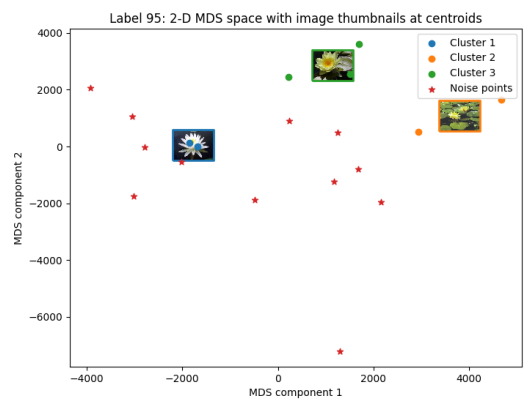 Label 95: 2-D MDS space with image thumbnails at centroids
Cluster 1
Cluster 2
Cluster 3
Noise points
MDS component 2
4000
2000
0
−2000
−4000
−6000
−4000 −2000 0 2000 4000
MDS component 1